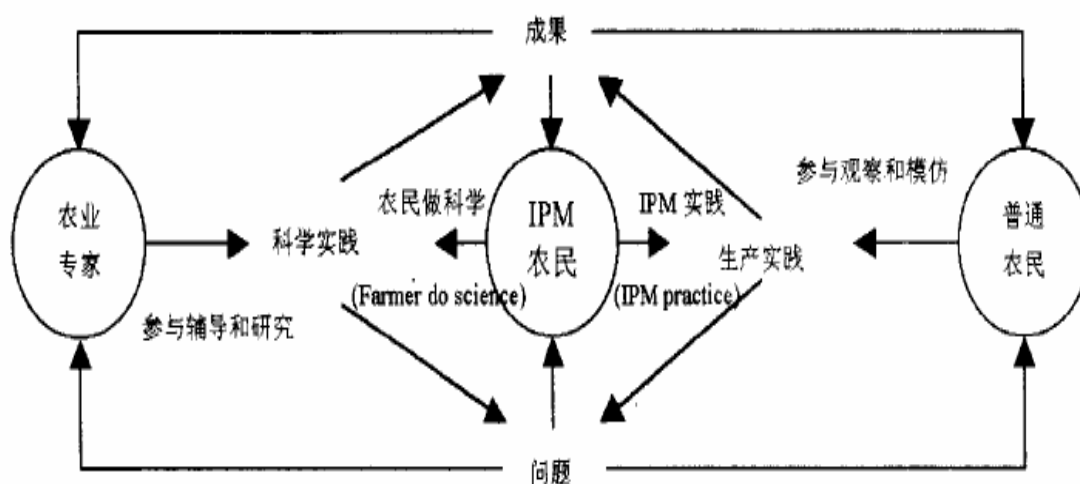 成果
参与观察和模仿
农业
专家
农民做科学
科学实践
(Farmer do science)
IPM
农民
IPM 实践
生产实践
(IPM practice)
普通
农民
参与辅导和研究
问题